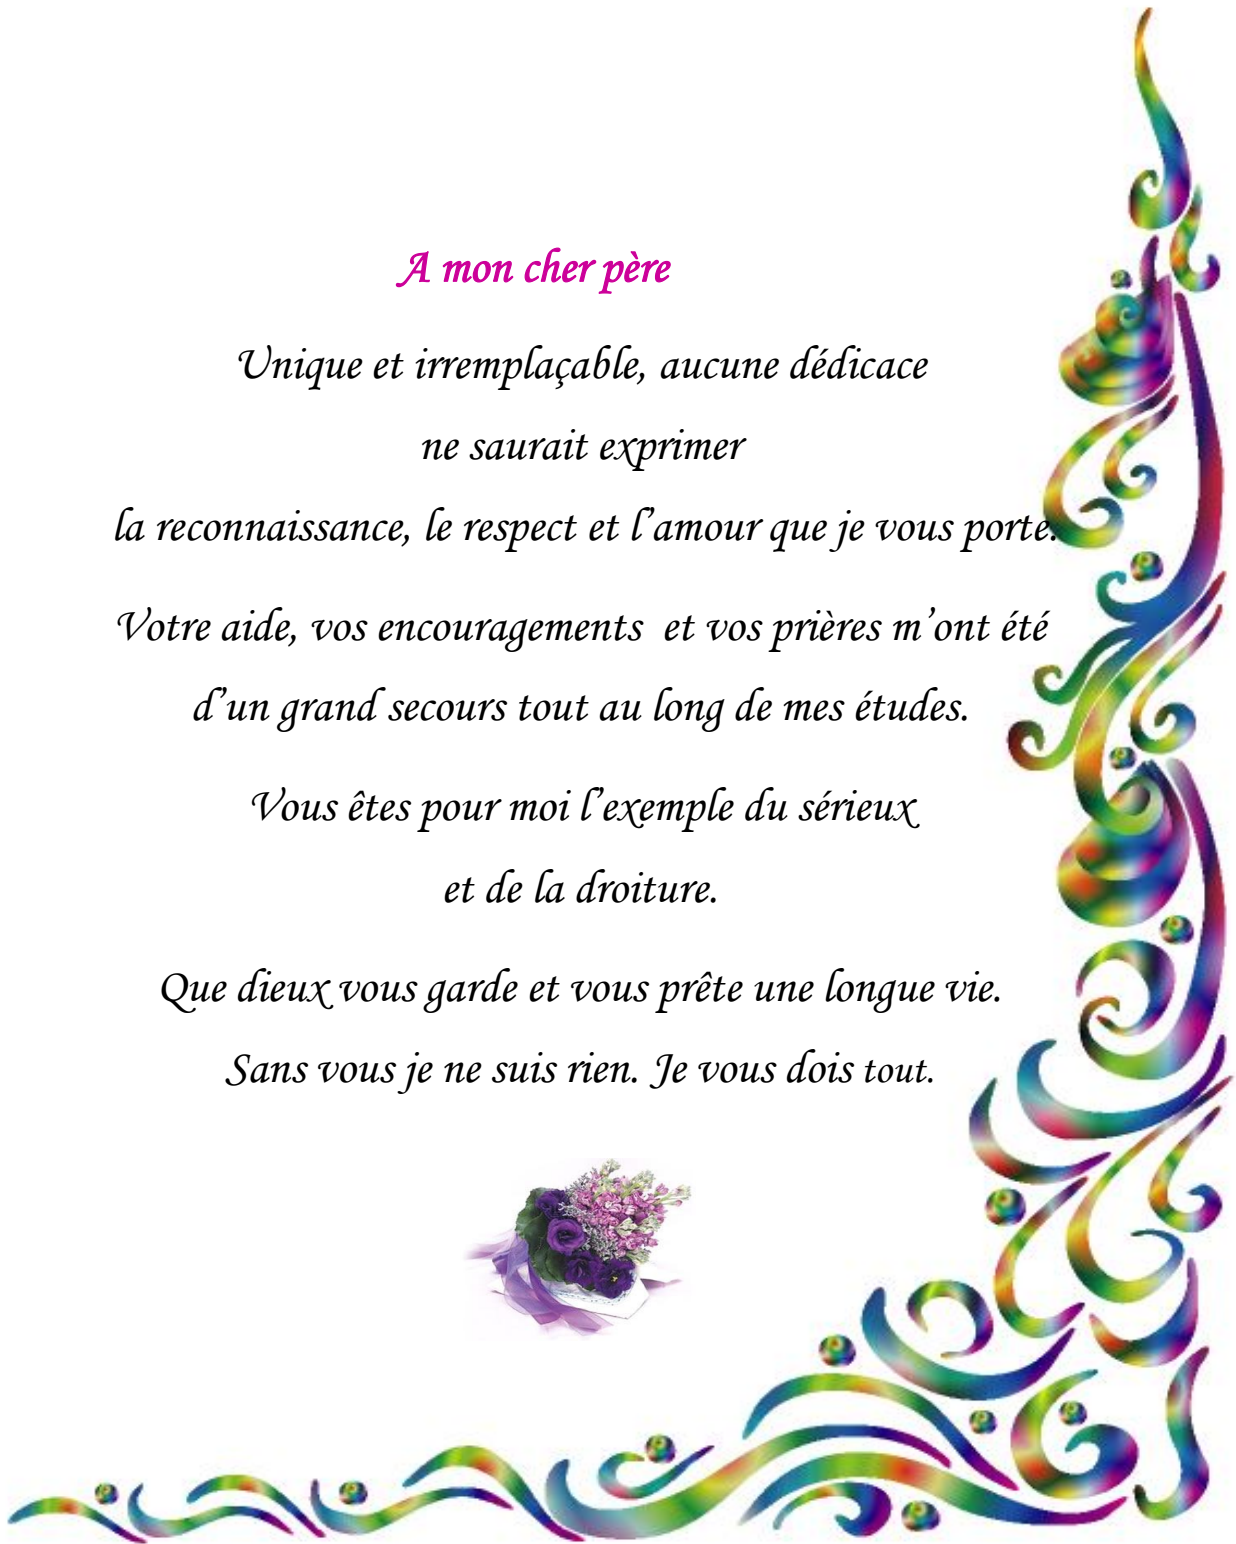 A mon cher père
Unique et irremplaçable, aucune dédicace
ne saurait exprimer
la reconnaissance, le respect et l’amour que je vous porte.
Votre aide, vos encouragements  et vos prières m’ont été
d’un grand secours tout au long de mes études.
Vous êtes pour moi l’exemple du sérieux
et de la droiture.
Que dieux vous garde et vous prête une longue vie.
Sans vous je ne suis rien. Je vous dois tout.